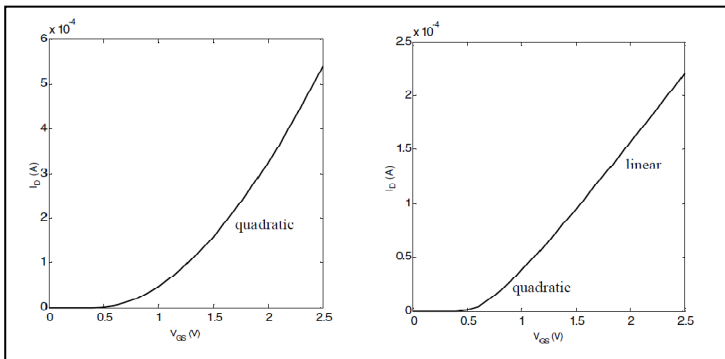 x 10⁻⁴
6
5
4
3
2
1
0
I_D (A)
quadratic
0 0.5 1 1.5 2 2.5
V_GS (V)
x 10⁻⁴
2.5
2
1.5
1
0.5
0
I_D (A)
linear
quadratic
0 0.5 1 1.5 2 2.5
V_GS (V)